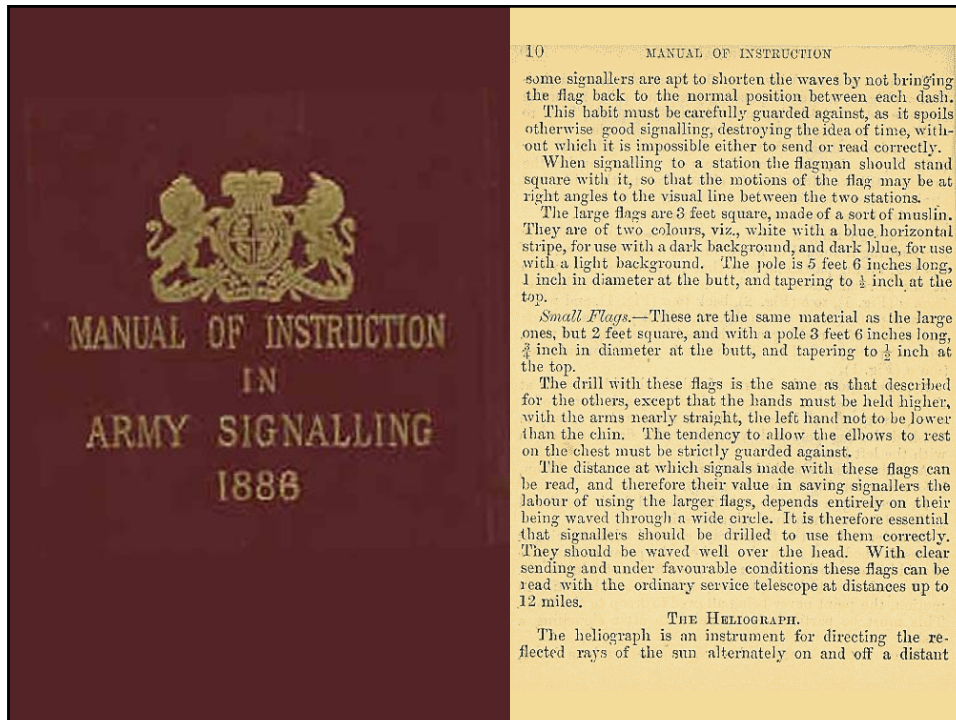 MANUAL OF INSTRUCTION
IN
ARMY SIGNALLING
1886
10 MANUAL OF INSTRUCTION
some signallers are apt to shorten the waves by not bringing
the flag back to the normal position between each dash.
This habit must be carefully guarded against, as it spoils
otherwise good signalling, destroying the idea of time, with-
out which it is impossible either to send or read correctly.
When signalling to a station the flagman should stand
square with it, so that the motions of the flag may be at
right angles to the visual line between the two stations.
The large flags are 3 feet square, made of a sort of muslin.
They are of two colours, viz., white with a blue horizontal
stripe, for use with a dark background, and dark blue, for use
with a light background. The pole is 5 feet 6 inches long,
1 inch in diameter at the butt, and tapering to ½ inch at the
top.
Small Flags.—These are the same material as the large
ones, but 2 feet square, and with a pole 3 feet 6 inches long,
¾ inch in diameter at the butt, and tapering to ½ inch at
the top.
The drill with these flags is the same as that described
for the others, except that the hands must be held higher,
with the arms nearly straight, the left hand not to be lower
than the chin. The tendency to allow the elbows to rest
on the chest must be strictly guarded against.
The distance at which signals made with these flags can
be read, and therefore their value in saving signallers the
labour of using the larger flags, depends entirely on their
being waved through a wide circle. It is therefore essential
that signallers should be drilled to use them correctly.
They should be waved well over the head. With clear
sending and under favourable conditions these flags can be
read with the ordinary service telescope at distances up to
12 miles.
THE HELIOGRAPH.
The heliograph is an instrument for directing the re-
flected rays of the sun alternately on and off a distant